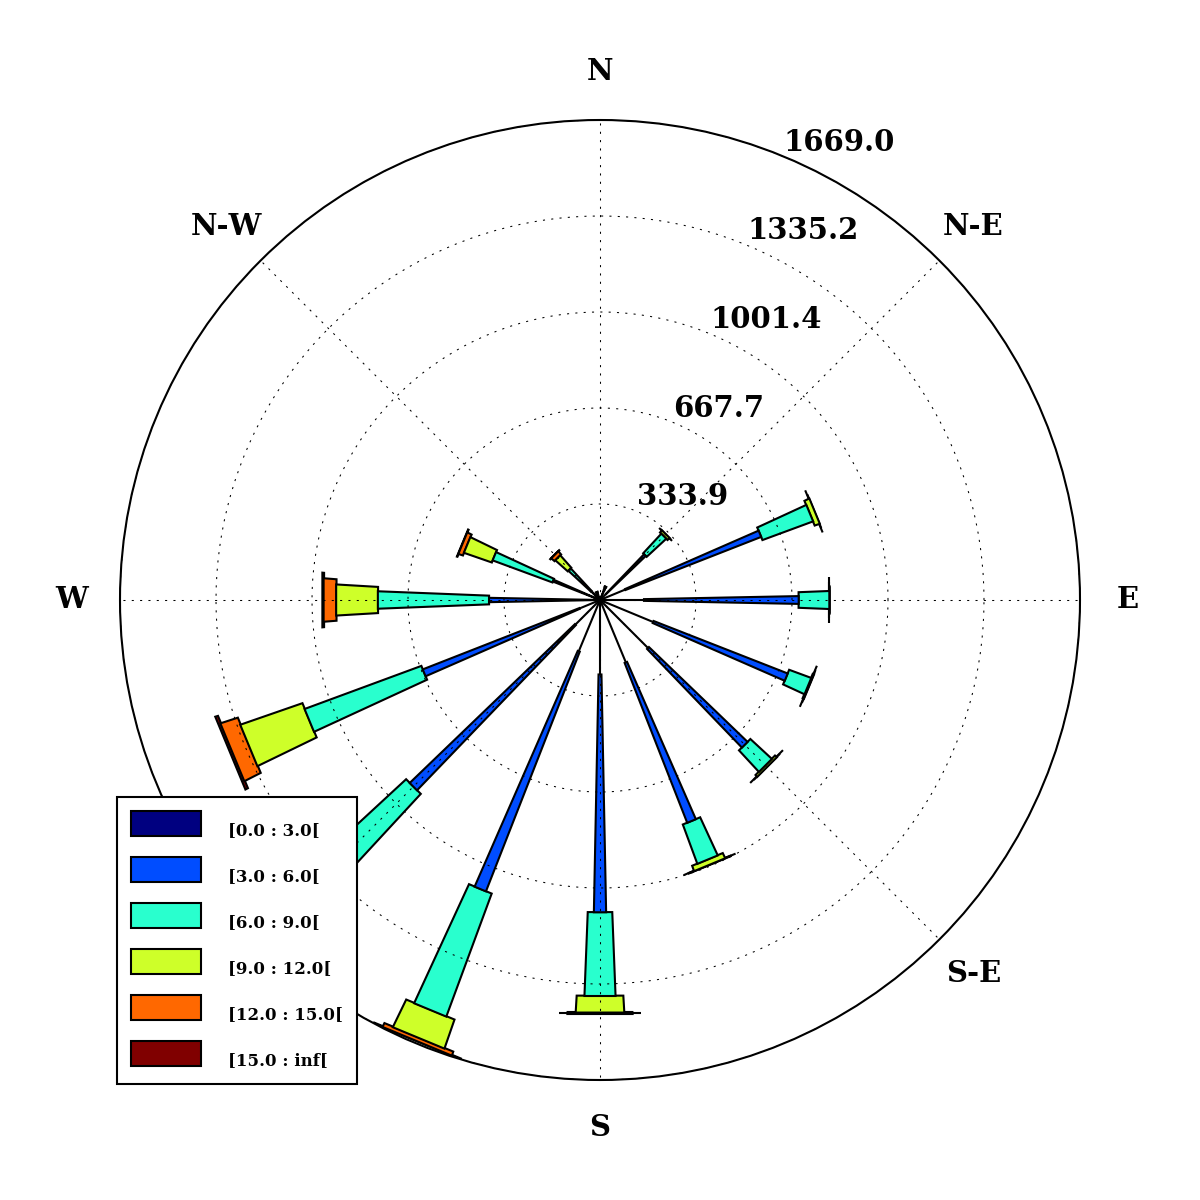 N
1669.0
N-W
N-E
1335.2
1001.4
667.7
333.9
W
E
[0.0 : 3.0[
[3.0 : 6.0[
[6.0 : 9.0[
[9.0 : 12.0[
[12.0 : 15.0[
[15.0 : inf[
S-E
S